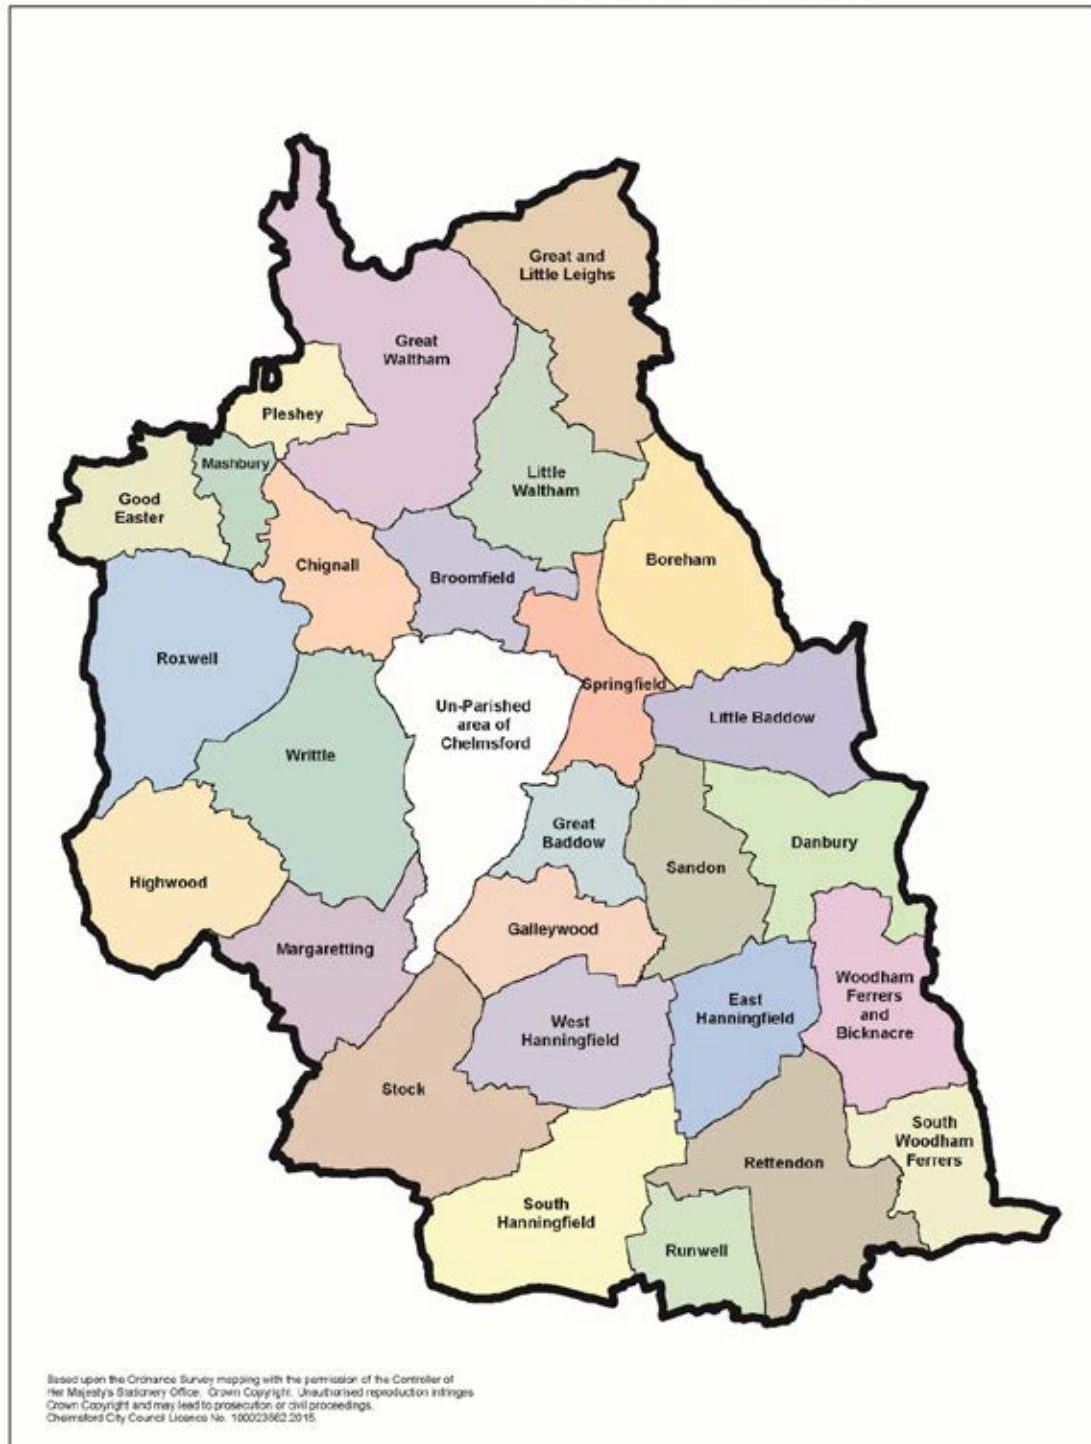 Great and
Little Leighs
Great
Waltham
Pleshey
Mashbury
Little
Waltham
Good
Easter
Chignall
Broomfield
Boreham
Roxwell
Springfield
Un-Parished
area of
Chelmsford
Little Baddow
Writtle
Great
Baddow
Danbury
Sandon
Highwood
Galleywood
Margaretting
Woodham
Ferrers
and
Bicknacre
East
Hanningfield
West
Hanningfield
Stock
South
Woodham
Ferrers
Rettendon
South
Hanningfield
Runwell
Based upon the Ordnance Survey mapping with the permission of the Controller of
Her Majesty's Stationery Office. Crown Copyright. Unauthorised reproduction infringes
Crown Copyright and may lead to prosecution or civil proceedings.
Chelmsford City Council Licence No. 100023562 2015.